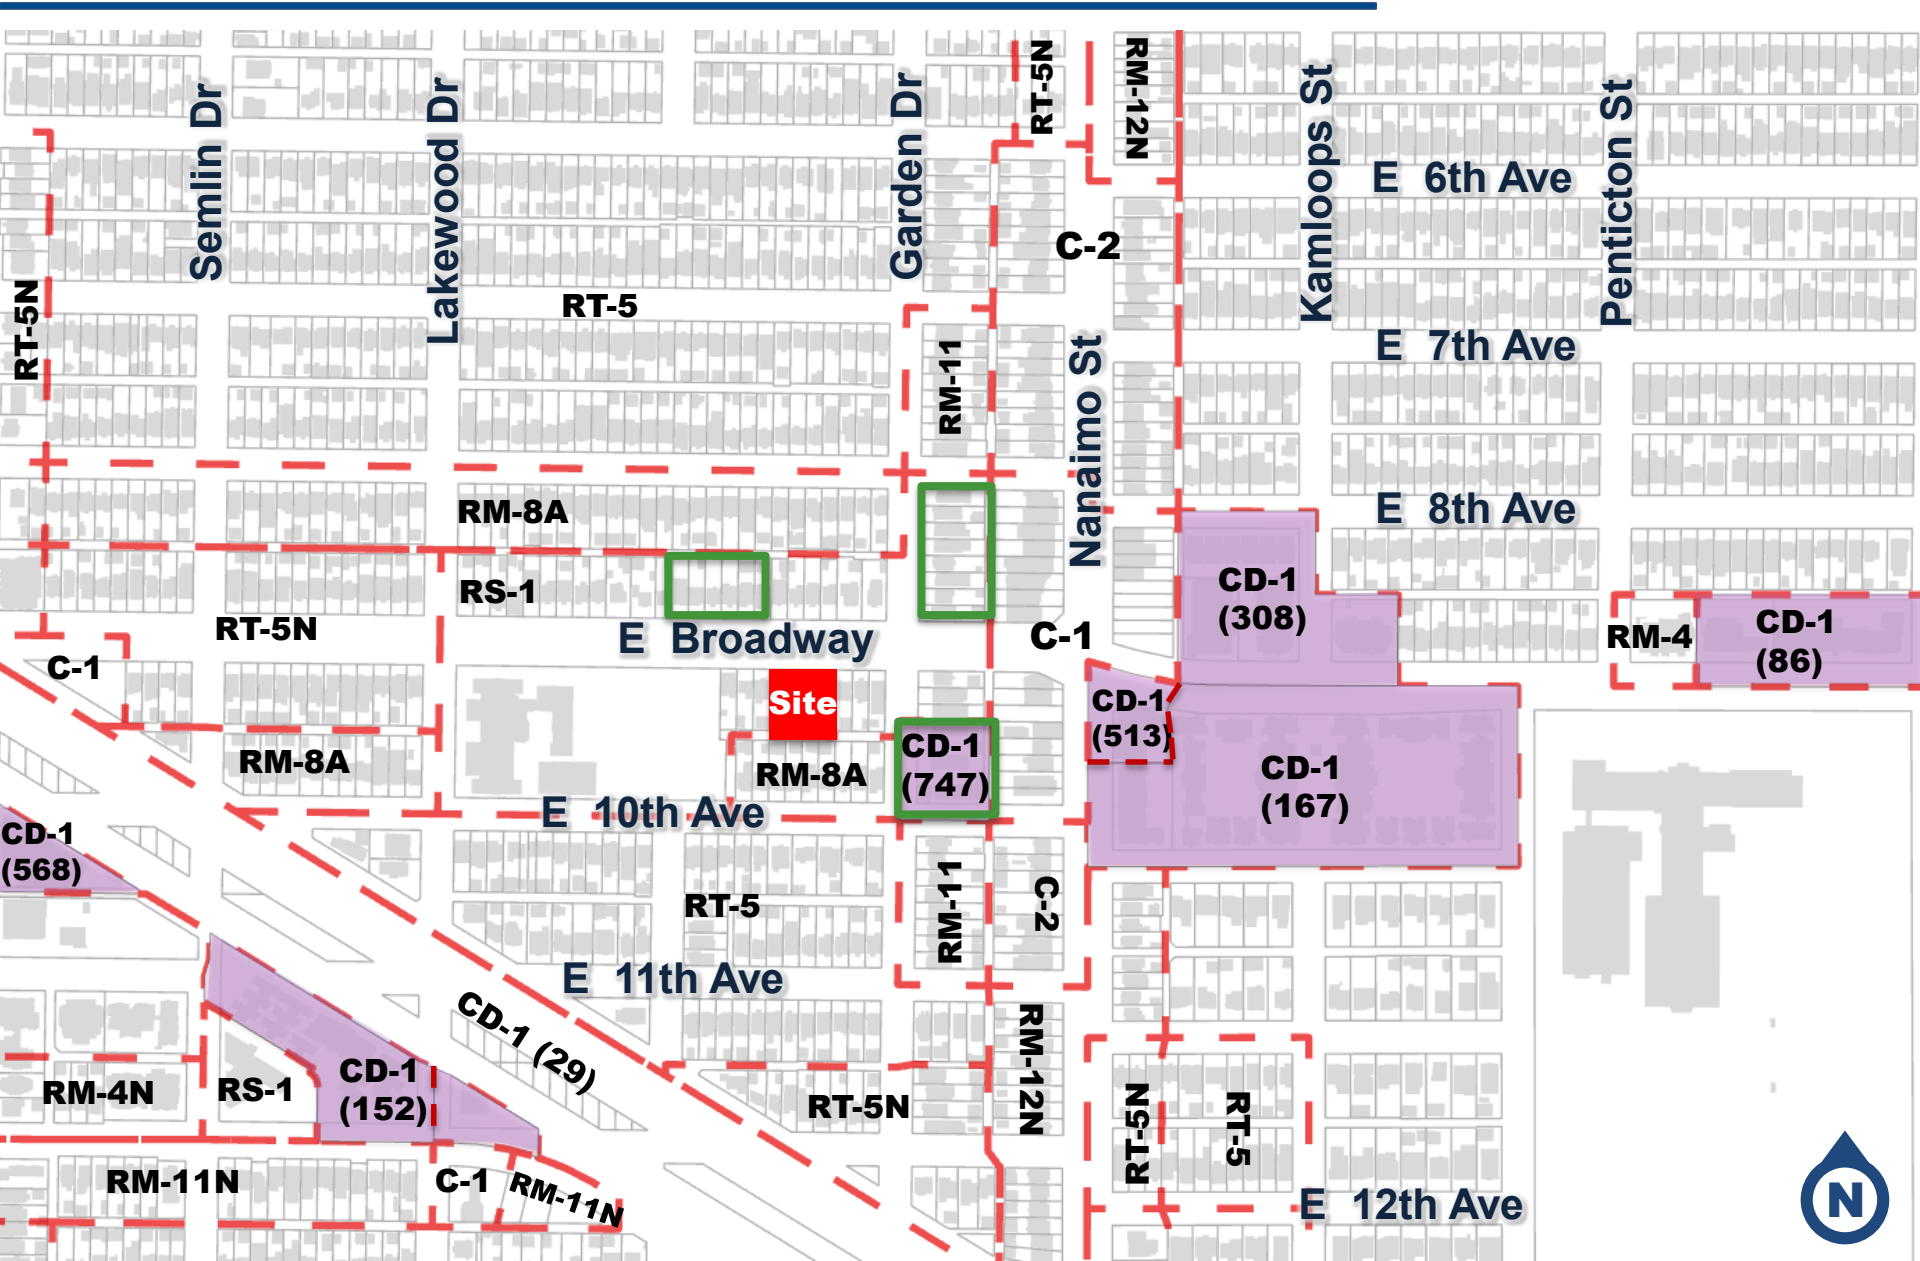 RT-5N
RM-12N
Semlin Dr
Lakewood Dr
Garden Dr
Kamloops St
Penticton St
E 6th Ave
C-2
RT-5N
RT-5
RM-11
Nanaimo St
E 7th Ave
RM-8A
E 8th Ave
RS-1
CD-1
(308)
RT-5N
E Broadway
C-1
RM-4
CD-1
(86)
C-1
Site
CD-1
(513)
RM-8A
RM-8A
CD-1
(747)
CD-1
(167)
E 10th Ave
CD-1
(568)
RT-5
RM-11
C-2
E 11th Ave
CD-1 (29)
RM-12N
RM-4N
RS-1
CD-1
(152)
RT-5N
RT-5N
RT-5
RM-11N
C-1
RM-11N
E 12th Ave
N